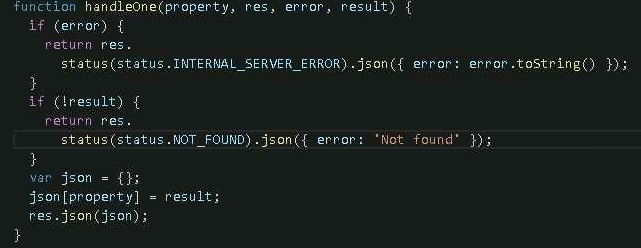 function handleOne(property, res, error, result) {
  if (error) {
    return res.
      status(status.INTERNAL_SERVER_ERROR).json({ error: error.toString() });
  }
  if (!result) {
    return res.
      status(status.NOT_FOUND).json({ error: 'Not found' });
  }
  var json = {};
  json[property] = result;
  res.json(json);
}